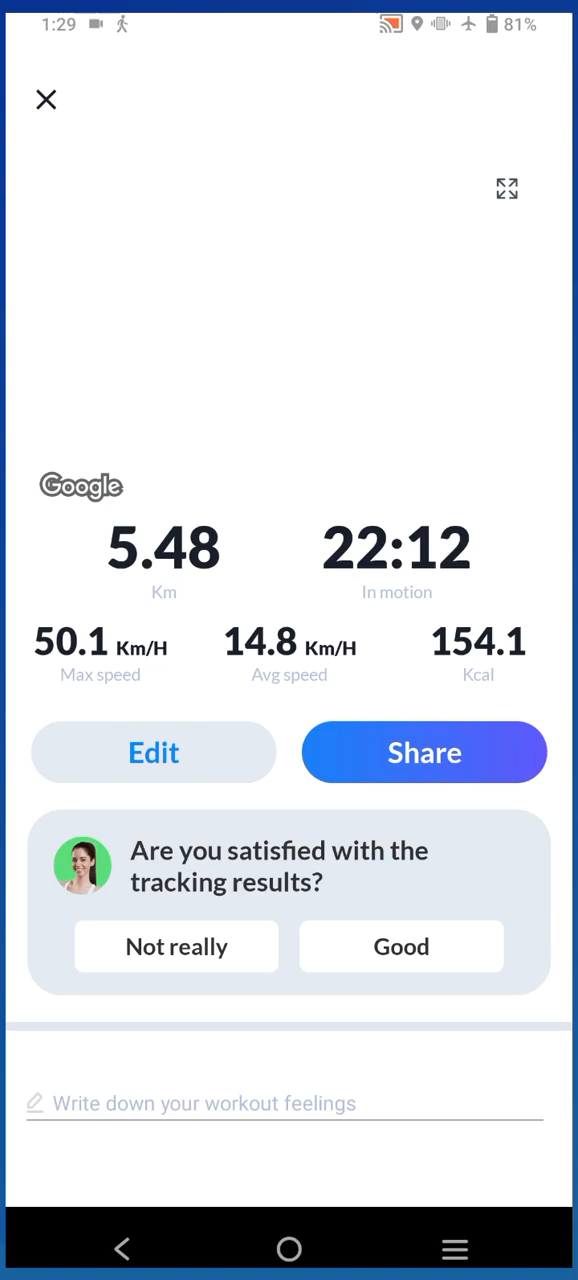 1:29 81%
Google
5.48 22:12
Km In motion
50.1 Km/H 14.8 Km/H 154.1
Max speed Avg speed Kcal
Edit Share
Are you satisfied with the
tracking results?
Not really Good
Write down your workout feelings